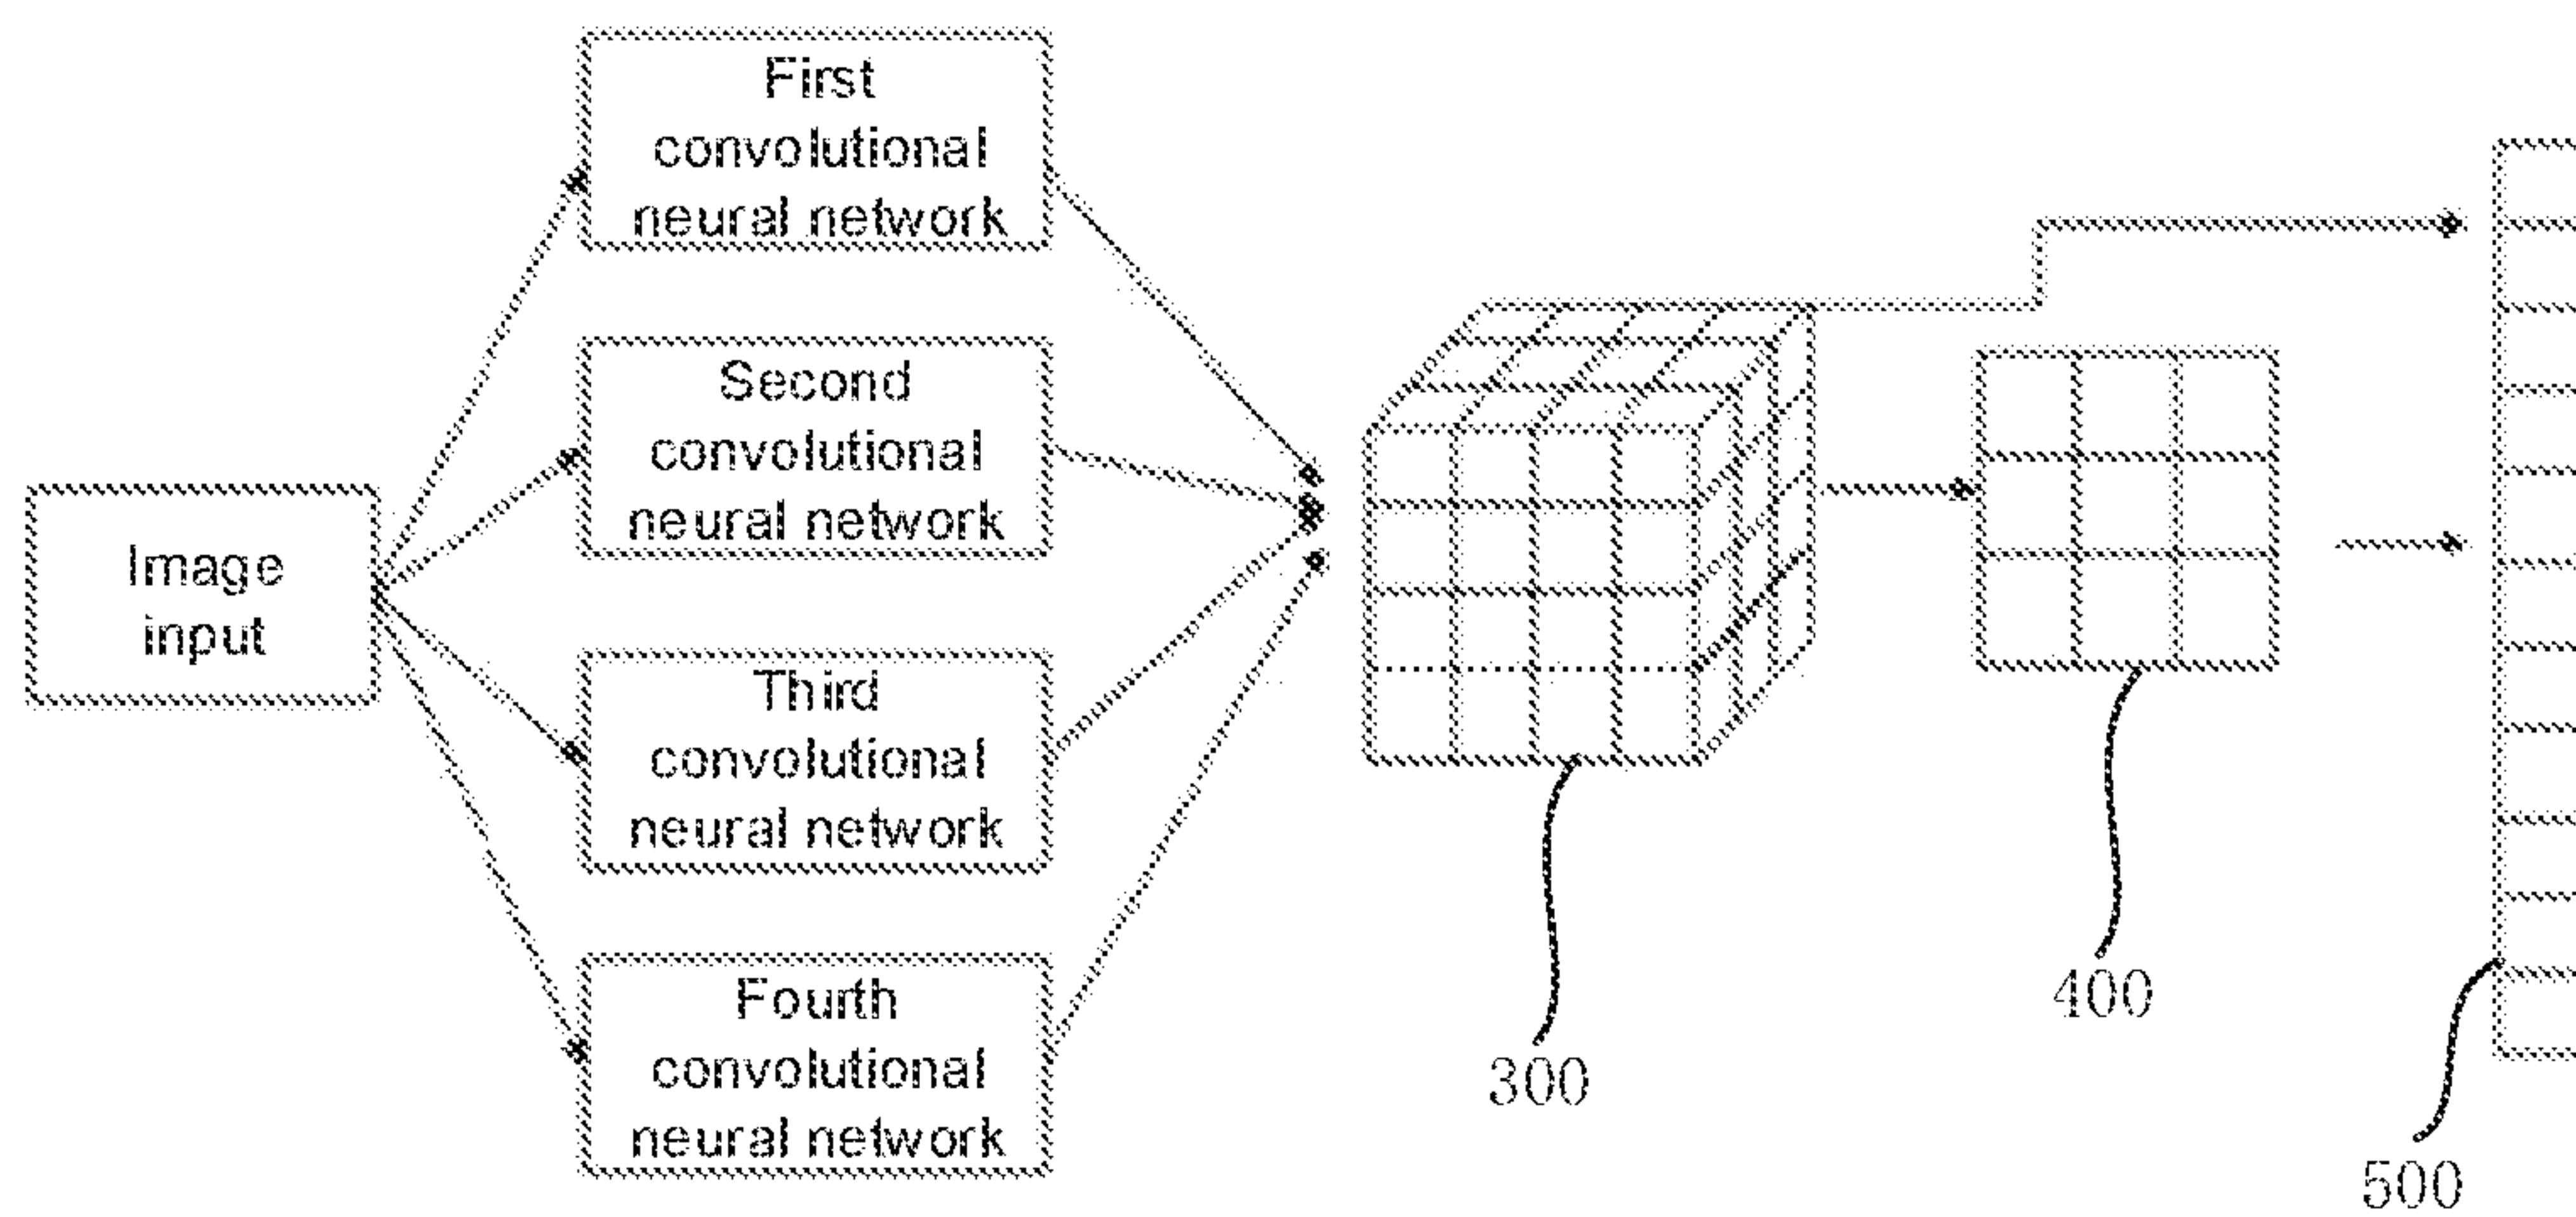 First
convolutional
neural network
Second
convolutional
neural network
Image
input
Third
convolutional
neural network
Fourth
convolutional
neural network
300
400
500